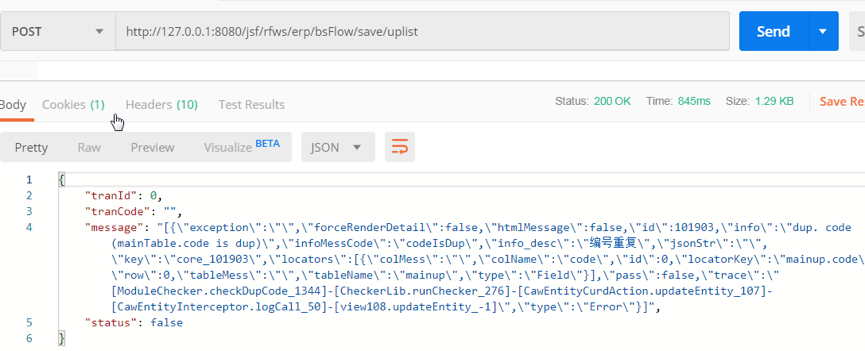 POST http://127.0.0.1:8080/jsf/rfws/erp/bsFlow/save/uplist Send S
Body Cookies (1) Headers (10) Test Results Status: 200 OK Time: 845ms Size: 1.29 KB Save Re
Pretty Raw Preview Visualize BETA JSON
1 {
2 "tranId": 0,
3 "tranCode": "",
4 "message": "[{\"exception\":\"\",\"forceRenderDetail\":false,\"htmlMessage\":false,\"id\":101903,\"info\":\"dup. code
(mainTable.code is dup)\",\"infoMessCode\":\"codeIsDup\",\"info_desc\":\"编号重复\",\"jsonStr\":\"\",
\"key\":\"core_101903\",\"locators\":[{\"colMess\":\"\",\"colName\":\"code\",\"id\":0,\"locatorKey\":\"mainup.code\
\"row\":0,\"tableMess\":\"\",\"tableName\":\"mainup\",\"type\":\"Field\"}],\"pass\":false,\"trace\":\"
[ModuleChecker.checkDupCode_1344]-[CheckerLib.runChecker_276]-[CawEntityCurdAction.updateEntity_107]-
[CawEntityInterceptor.logCall_50]-[view108.updateEntity_-1]\",\"type\":\"Error\"}]",
5 "status": false
6 }